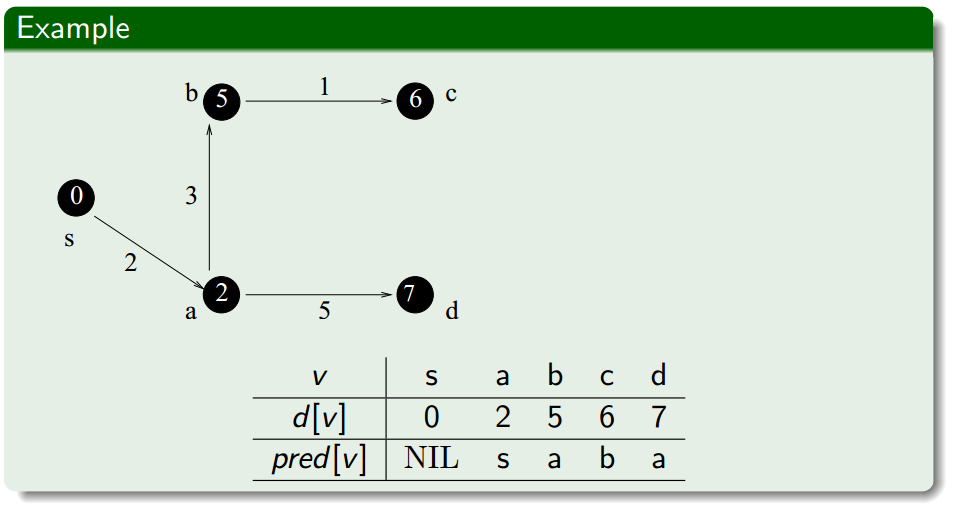 Example
b 5 1 6 c
0 3
s
2
2 7
a 5 d
v s a b c d
d[v] 0 2 5 6 7
pred[v] NIL s a b a